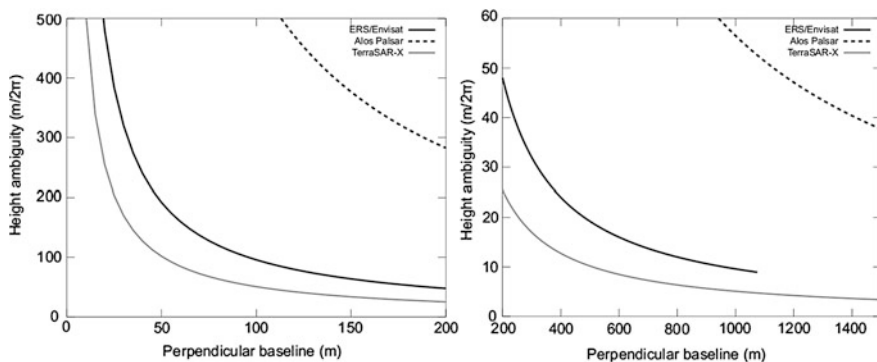 500
400
300
200
100
0
0
50
100
150
200
Height ambiguity (m/2π)
Perpendicular baseline (m)
ERS/Envisat
Alos Palsar
TerraSAR-X
60
50
40
30
20
10
0
200
400
600
800
1000
1200
1400
Height ambiguity (m/2π)
Perpendicular baseline (m)
ERS/Envisat
Alos Palsar
TerraSAR-X